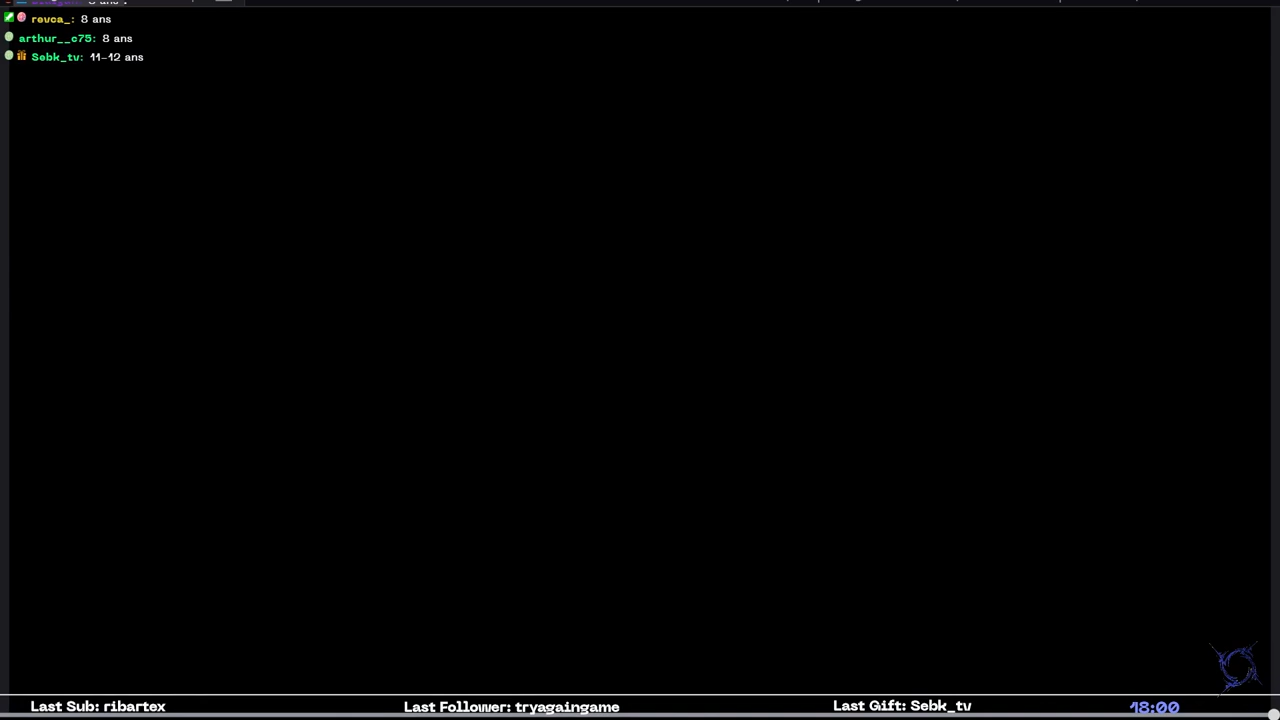 revca_: 8 ans
arthur__c75: 8 ans
Sebk_tv: 11-12 ans
Last Sub: ribartex
Last Follower: tryagaingame
Last Gift: Sebk_tv
18:00